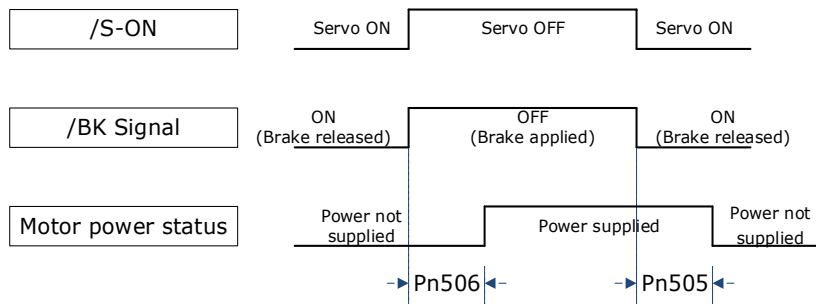 /S-ON
Servo ON
Servo OFF
Servo ON
/BK Signal
ON
(Brake released)
OFF
(Brake applied)
ON
(Brake released)
Motor power status
Power not
supplied
Power supplied
Power not
supplied
Pn506
Pn505